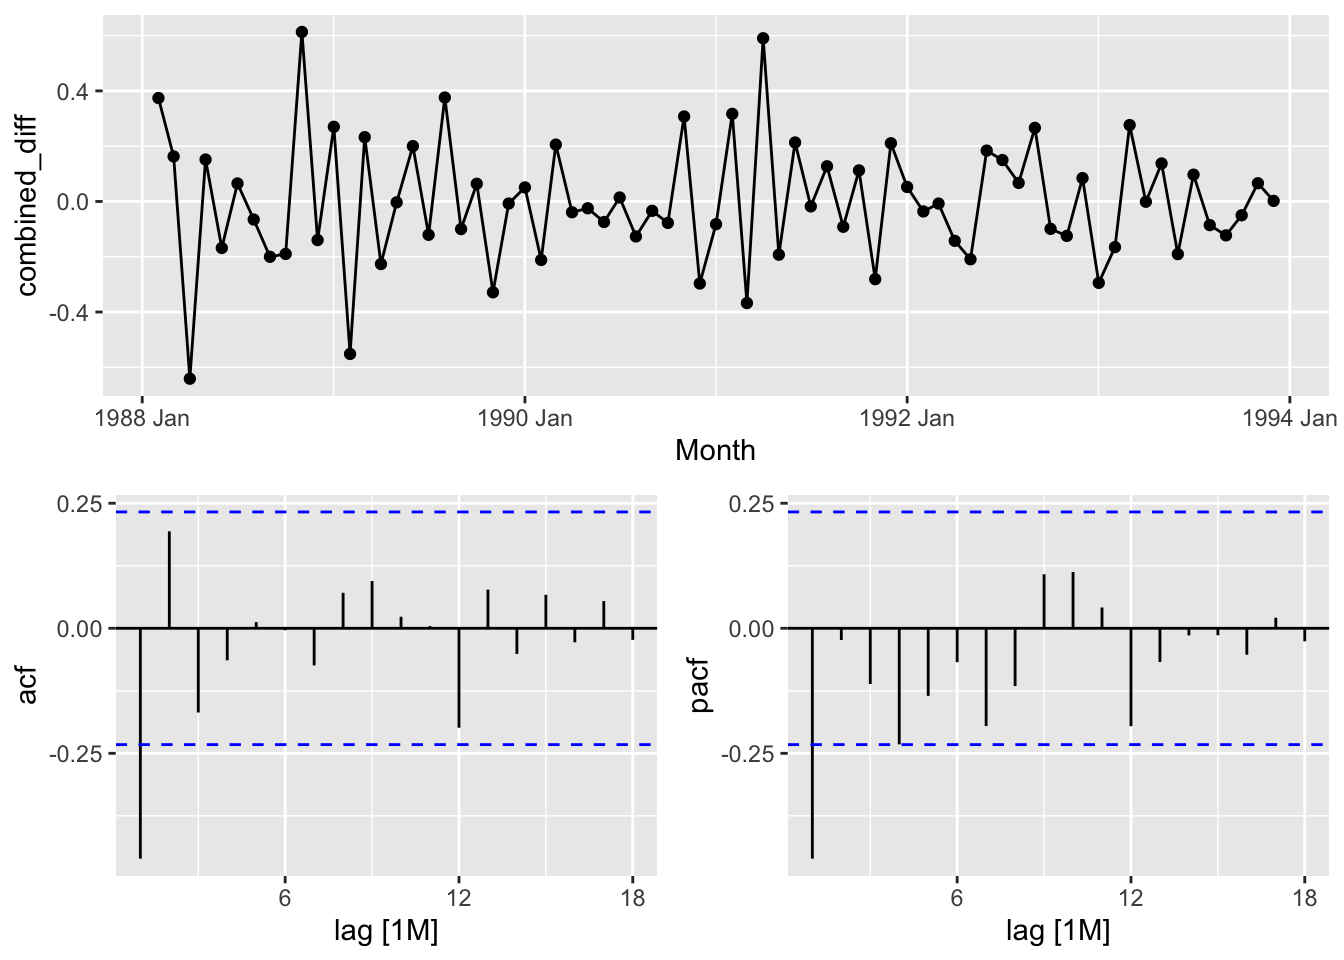 combined_diff
0.4
0.0
-0.4
1988 Jan
1990 Jan
1992 Jan
1994 Jan
Month
acf
0.25
0.00
-0.25
6
12
18
lag [1M]
pacf
0.25
0.00
-0.25
6
12
18
lag [1M]